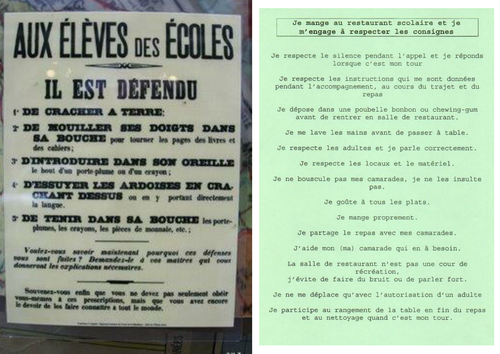 AUX ÉLÈVES DES ÉCOLES
IL EST DÉFENDU
1° DE CRACHER A TERRE;
2° DE MOUILLER SES DOIGTS DANS
SA BOUCHE pour tourner les pages des livres et
des cahiers;
3° D'INTRODUIRE DANS SON OREILLE
le bout d'un porte-plume ou d'un crayon;
4° D'ESSUYER LES ARDOISES EN CRA-
CHANT DESSUS ou en y portant directement
la langue.
5° DE TENIR DANS SA BOUCHE les porte-
plumes, les crayons, les pièces de monnaie, etc.;
Voulez-vous savoir maintenant pourquoi ces défenses
vous sont faites? Demandez-le à vos maîtres qui vous
donneront les explications nécessaires.
Souvenez-vous enfin que vous ne devez pas seulement obéir
vous-mêmes à ces prescriptions, mais que vous avez encore
le devoir de les faire connaître à tout le monde.
Je mange au restaurant scolaire et je
m'engage à respecter les consignes
Je respecte le silence pendant l'appel et je réponds
lorsque c'est mon tour
Je respecte les instructions qui me sont données
pendant l'accompagnement, au cours du trajet et du
repas
Je dépose dans une poubelle bonbon ou chewing-gum
avant de rentrer en salle de restaurant.
Je me lave les mains avant de passer à table.
Je respecte les adultes et je parle correctement.
Je respecte les locaux et le matériel.
Je ne bouscule pas mes camarades, je ne les insulte
pas.
Je goûte à tous les plats.
Je mange proprement.
Je partage le repas avec mes camarades.
J'aide mon (ma) camarade qui en à besoin.
La salle de restaurant n'est pas une cour de
récréation,
j'évite de faire du bruit ou de parler fort.
Je ne me déplace qu'avec l'autorisation d'un adulte
Je participe au rangement de la table en fin du repas
et au nettoyage quand c'est mon tour.